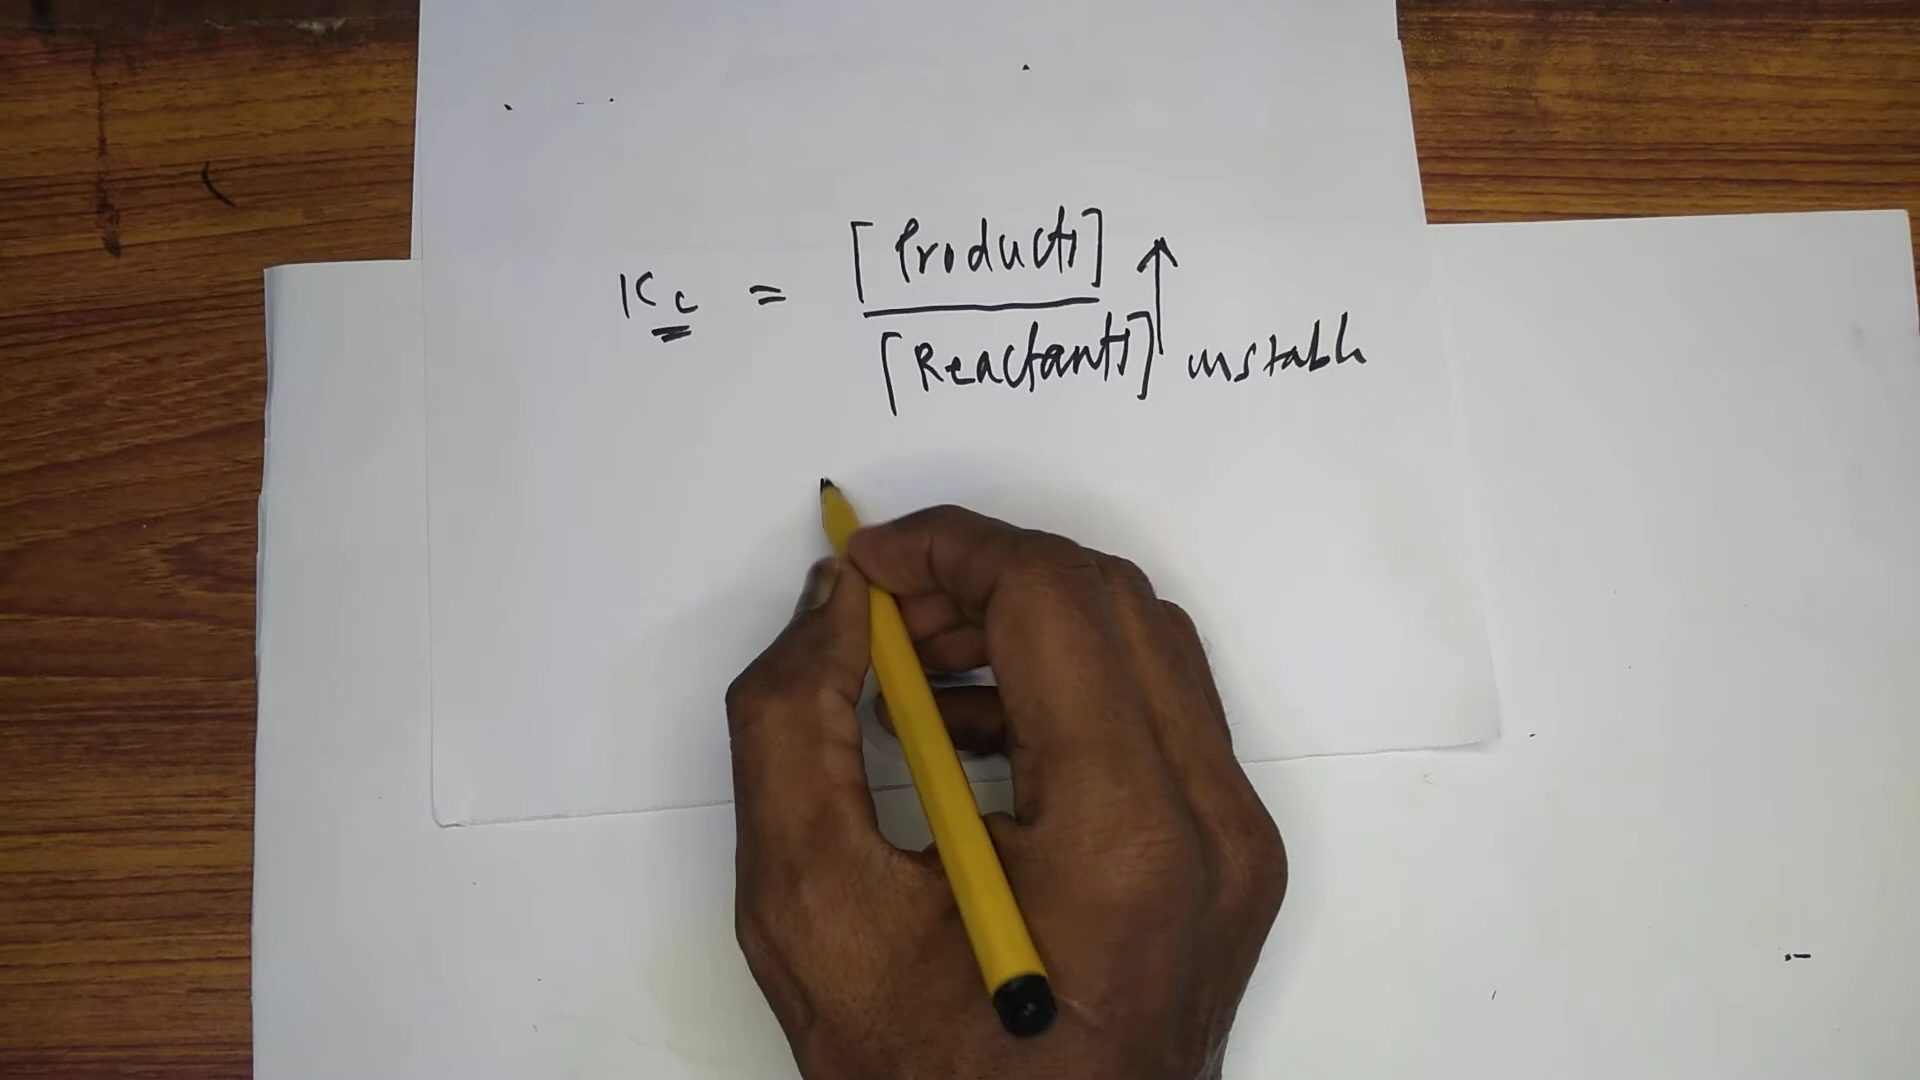 Kc = [Products]
[Reactants] unstable